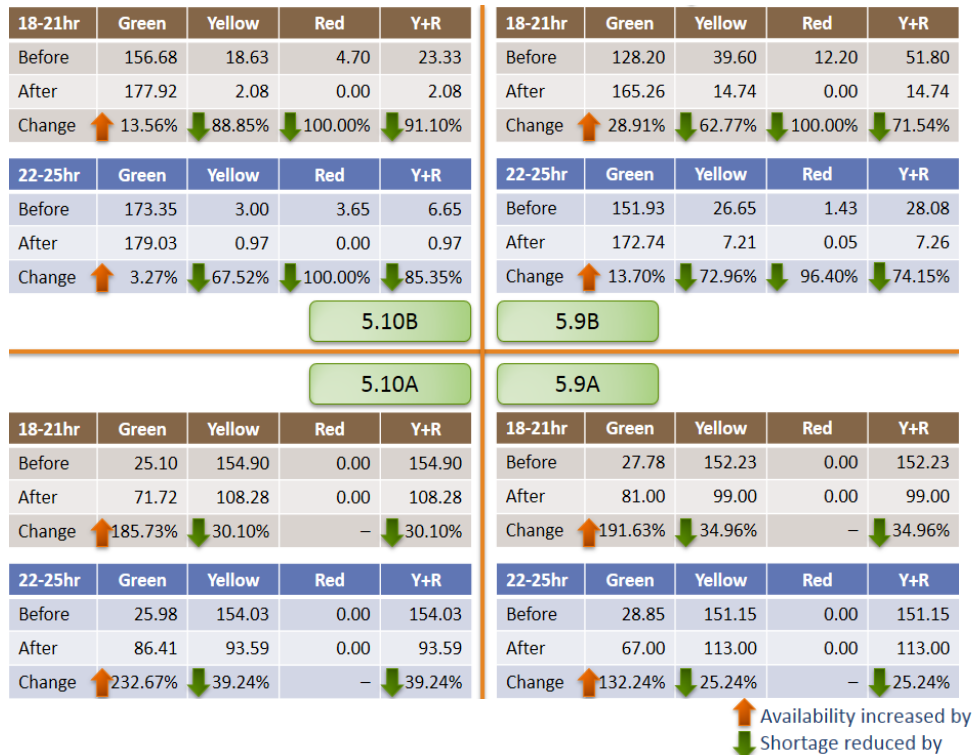 18-21hr Green Yellow Red Y+R
Before 156.68 18.63 4.70 23.33
After 177.92 2.08 0.00 2.08
Change 13.56% 88.85% 100.00% 91.10%
22-25hr Green Yellow Red Y+R
Before 173.35 3.00 3.65 6.65
After 179.03 0.97 0.00 0.97
Change 3.27% 67.52% 100.00% 85.35%
5.10B
18-21hr Green Yellow Red Y+R
Before 128.20 39.60 12.20 51.80
After 165.26 14.74 0.00 14.74
Change 28.91% 62.77% 100.00% 71.54%
22-25hr Green Yellow Red Y+R
Before 151.93 26.65 1.43 28.08
After 172.74 7.21 0.05 7.26
Change 13.70% 72.96% 96.40% 74.15%
5.9B
5.10A
18-21hr Green Yellow Red Y+R
Before 25.10 154.90 0.00 154.90
After 71.72 108.28 0.00 108.28
Change 185.73% 30.10% – 30.10%
22-25hr Green Yellow Red Y+R
Before 25.98 154.03 0.00 154.03
After 86.41 93.59 0.00 93.59
Change 232.67% 39.24% – 39.24%
5.9A
18-21hr Green Yellow Red Y+R
Before 27.78 152.23 0.00 152.23
After 81.00 99.00 0.00 99.00
Change 191.63% 34.96% – 34.96%
22-25hr Green Yellow Red Y+R
Before 28.85 151.15 0.00 151.15
After 67.00 113.00 0.00 113.00
Change 132.24% 25.24% – 25.24%
Availability increased by
Shortage reduced by